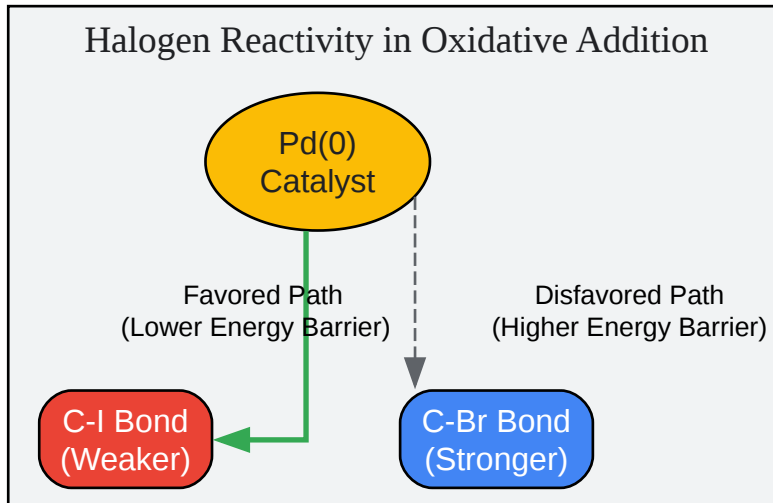 Halogen Reactivity in Oxidative Addition
Pd(0)
Catalyst
Favored Path
(Lower Energy Barrier)
Disfavored Path
(Higher Energy Barrier)
C-I Bond
(Weaker)
C-Br Bond
(Stronger)